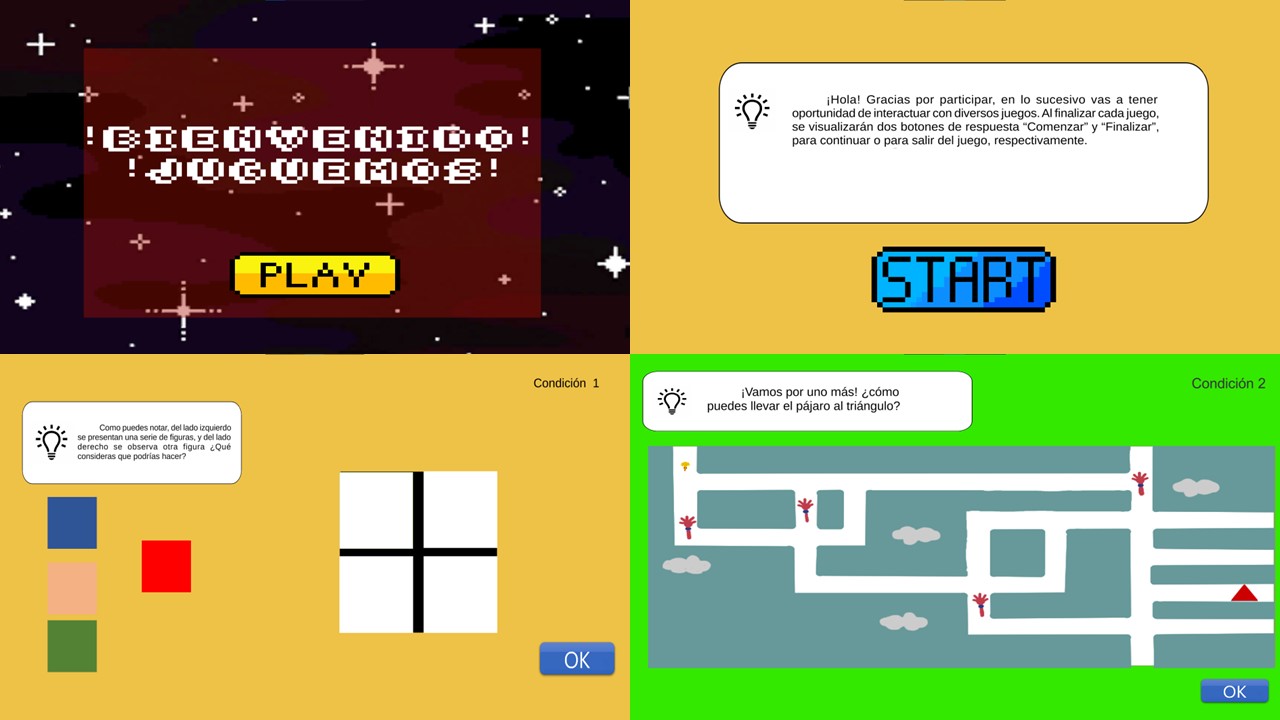 !BIENVENIDO!
!JUGUEMOS!
PLAY
¡Hola! Gracias por participar, en lo sucesivo vas a tener
oportunidad de interactuar con diversos juegos. Al finalizar cada juego,
se visualizarán dos botones de respuesta “Comenzar” y “Finalizar”,
para continuar o para salir del juego, respectivamente.
START
Condición 1
Como puedes notar, del lado izquierdo
se presentan una serie de figuras, y del lado
derecho se observa otra figura ¿Qué
consideras que podrías hacer?
OK
Condición 2
¡Vamos por uno más! ¿cómo
puedes llevar el pájaro al triángulo?
OK